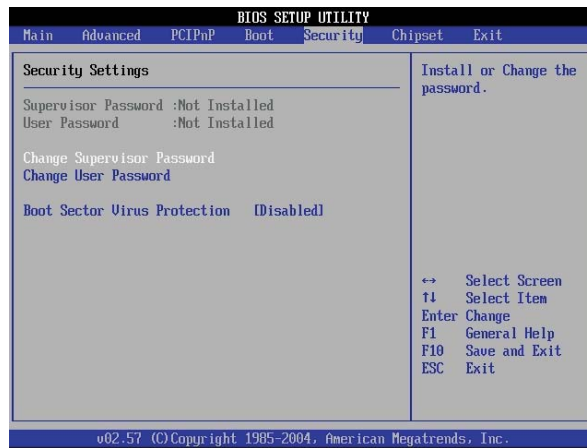 BIOS SETUP UTILITY
Main Advanced PCIPnP Boot Security Chipset Exit
Security Settings
Supervisor Password :Not Installed
User Password :Not Installed
Change Supervisor Password
Change User Password
Boot Sector Virus Protection [Disabled]
Install or Change the
password.
↔ Select Screen
↑↓ Select Item
Enter Change
F1 General Help
F10 Save and Exit
ESC Exit
v02.57 (C)Copyright 1985-2004, American Megatrends, Inc.